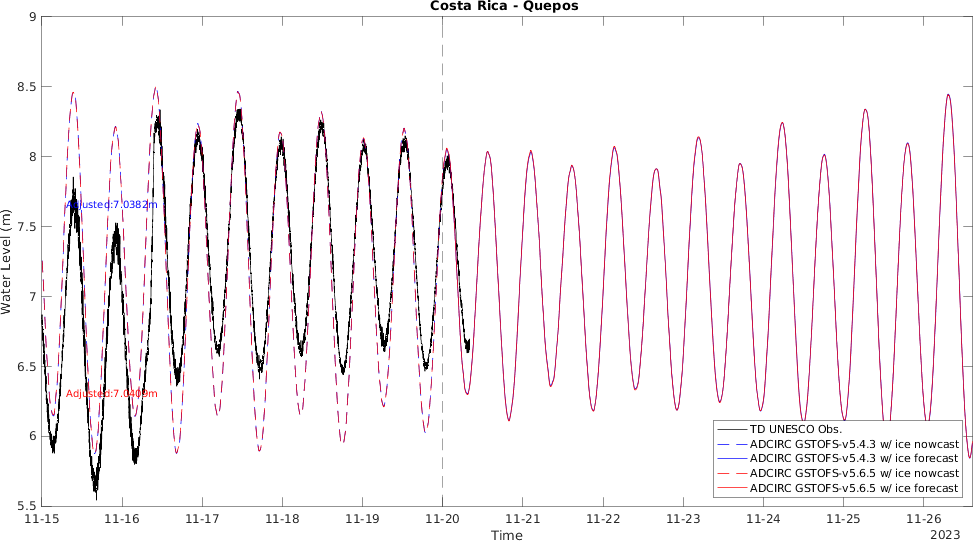 Costa Rica - Quepos
9
8.5
8
7.5
7
6.5
6
5.5
Water Level (m)
Adjusted:7.0382m
Adjusted:7.0409m
TD UNESCO Obs.
ADCIRC GSTOFS-v5.4.3 w/ ice nowcast
ADCIRC GSTOFS-v5.4.3 w/ ice forecast
ADCIRC GSTOFS-v5.6.5 w/ ice nowcast
ADCIRC GSTOFS-v5.6.5 w/ ice forecast
11-15 11-16 11-17 11-18 11-19 11-20 11-21 11-22 11-23 11-24 11-25 11-26
Time
2023